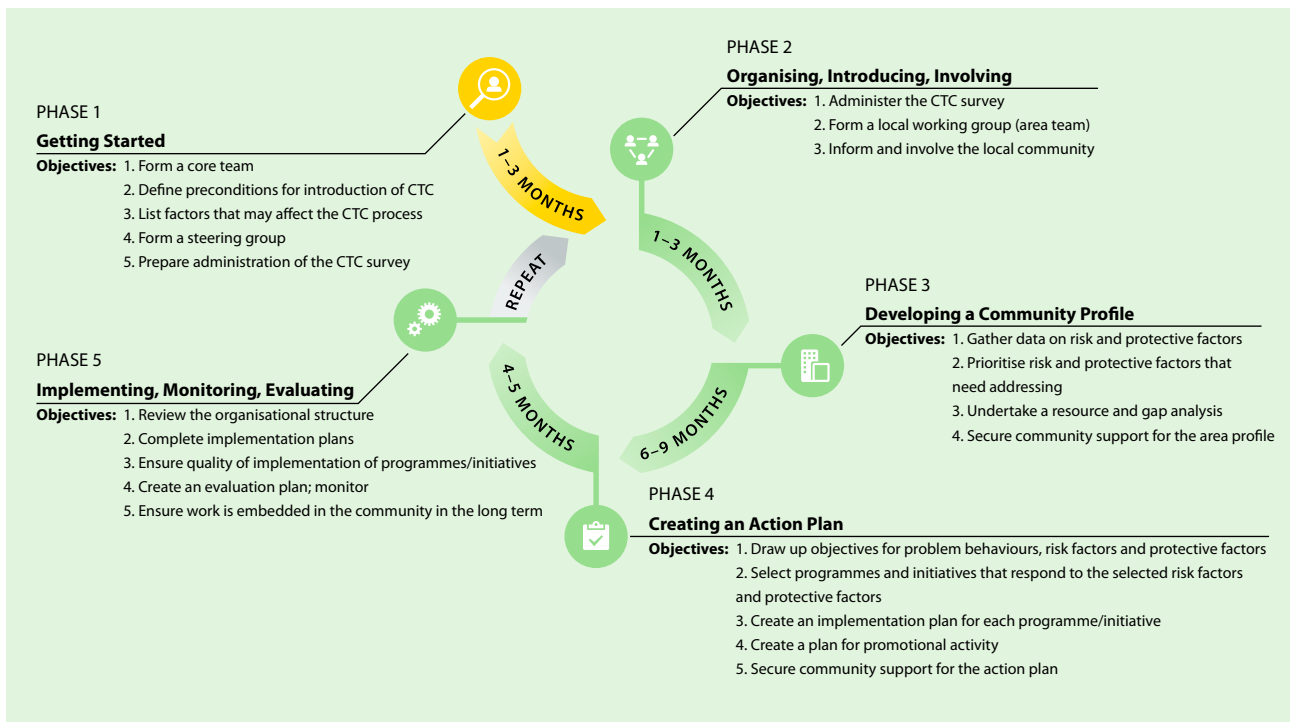 PHASE 1
Getting Started
Objectives: 1. Form a core team
2. Define preconditions for introduction of CTC
3. List factors that may affect the CTC process
4. Form a steering group
5. Prepare administration of the CTC survey
1–3 MONTHS
PHASE 2
Organising, Introducing, Involving
Objectives: 1. Administer the CTC survey
2. Form a local working group (area team)
3. Inform and involve the local community
1–3 MONTHS
PHASE 3
Developing a Community Profile
Objectives: 1. Gather data on risk and protective factors
2. Prioritise risk and protective factors that
need addressing
3. Undertake a resource and gap analysis
4. Secure community support for the area profile
6–9 MONTHS
PHASE 4
Creating an Action Plan
Objectives: 1. Draw up objectives for problem behaviours, risk factors and protective factors
2. Select programmes and initiatives that respond to the selected risk factors
and protective factors
3. Create an implementation plan for each programme/initiative
4. Create a plan for promotional activity
5. Secure community support for the action plan
4–5 MONTHS
PHASE 5
Implementing, Monitoring, Evaluating
Objectives: 1. Review the organisational structure
2. Complete implementation plans
3. Ensure quality of implementation of programmes/initiatives
4. Create an evaluation plan; monitor
5. Ensure work is embedded in the community in the long term
REPEAT